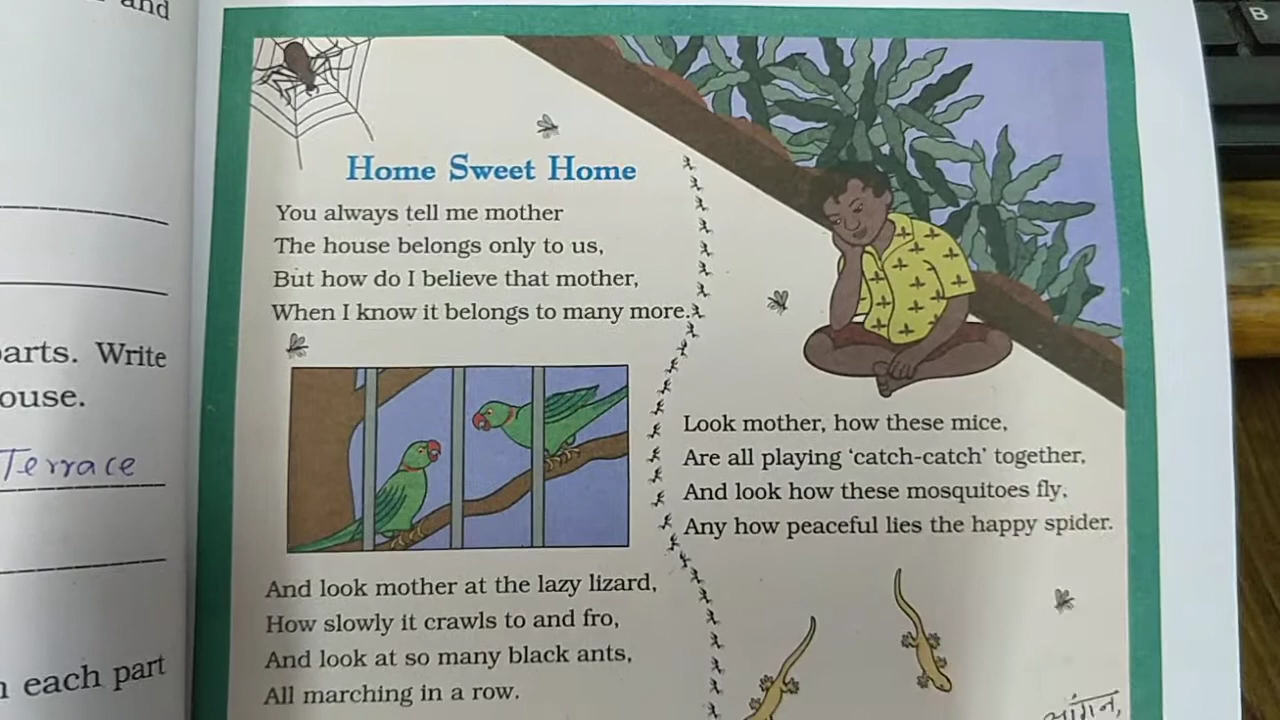 and
arts. Write
ouse.
Terrace
each part
Home Sweet Home
You always tell me mother
The house belongs only to us,
But how do I believe that mother,
When I know it belongs to many more.
And look mother at the lazy lizard,
How slowly it crawls to and fro,
And look at so many black ants,
All marching in a row.
Look mother, how these mice,
Are all playing ‘catch-catch’ together,
And look how these mosquitoes fly,
Any how peaceful lies the happy spider.
आंगन,
B